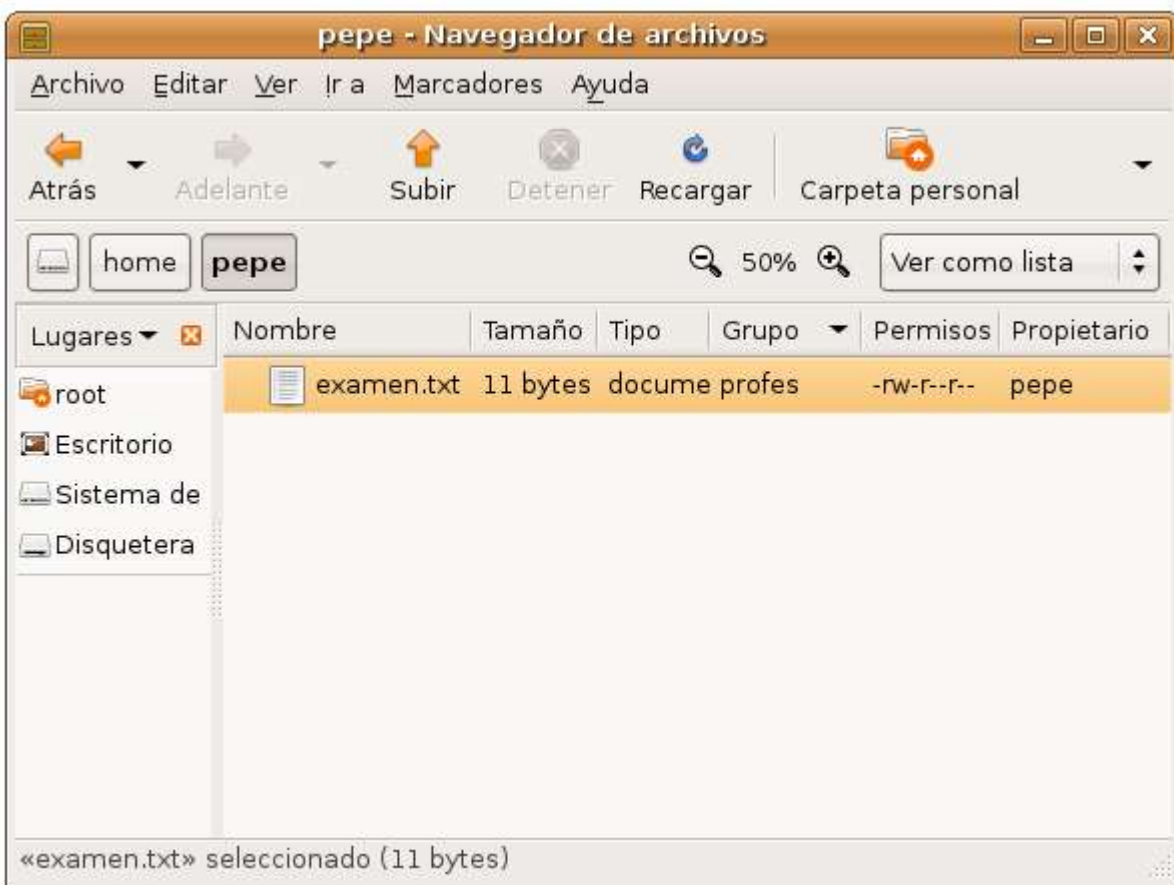 pepe - Navegador de archivos
Archivo Editar Ver Ir a Marcadores Ayuda
Atrás Adelante Subir Detener Recargar Carpeta personal
home pepe 50% Ver como lista
Lugares Nombre Tamaño Tipo Grupo Permisos Propietario
root examen.txt 11 bytes docume profes -rw-r--r-- pepe
Escritorio
Sistema de
Disquetera
«examen.txt» seleccionado (11 bytes)